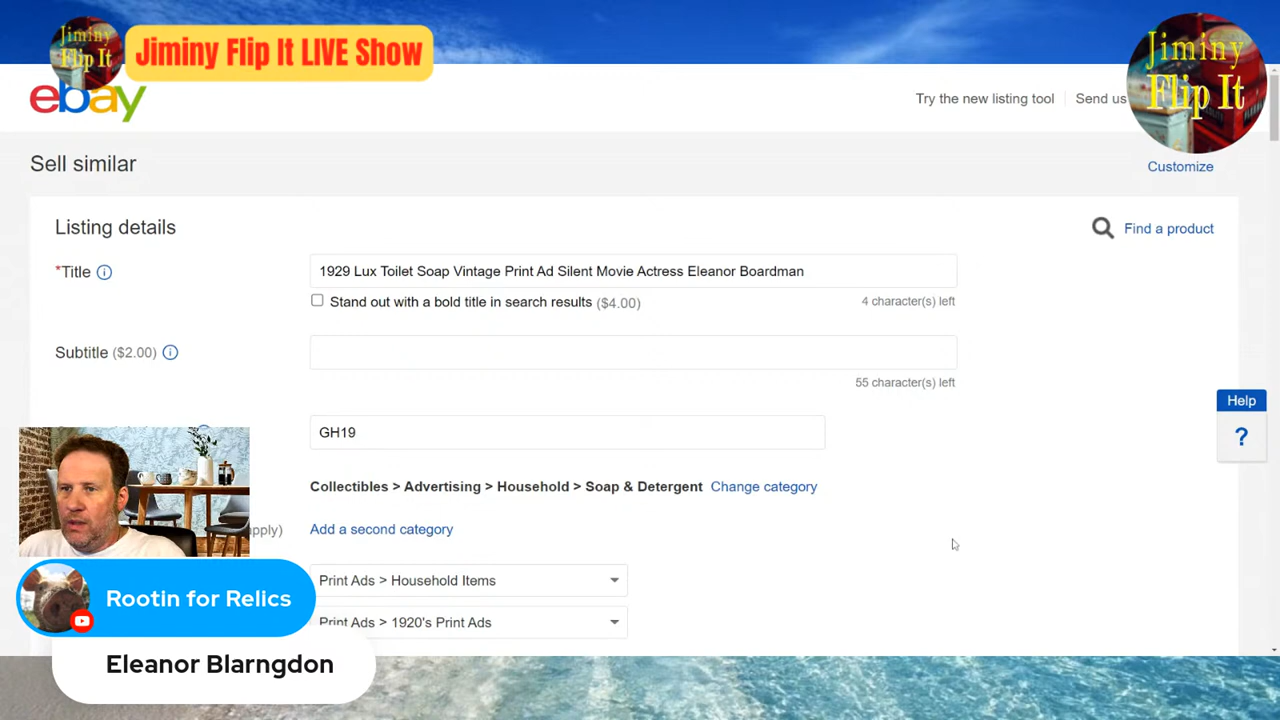 Jiminy
Flip It
Jiminy Flip It LIVE Show
Jiminy
Flip It
ebay
Try the new listing tool
Send us
Sell similar
Customize
Listing details
Find a product
*Title
1929 Lux Toilet Soap Vintage Print Ad Silent Movie Actress Eleanor Boardman
Stand out with a bold title in search results ($4.00)
4 character(s) left
Subtitle ($2.00)
55 character(s) left
Help
?
GH19
Collectibles > Advertising > Household > Soap & Detergent Change category
pply)
Add a second category
Print Ads > Household Items
Rootin for Relics
Print Ads > 1920's Print Ads
Eleanor Blarngdon